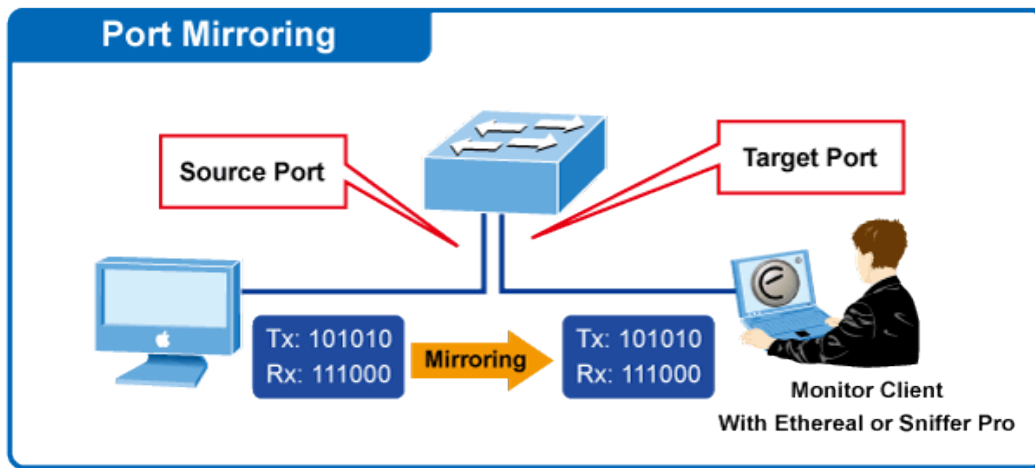 Port Mirroring
Source Port
Target Port
Tx: 101010
Rx: 111000
Mirroring
Tx: 101010
Rx: 111000
Monitor Client
With Ethereal or Sniffer Pro